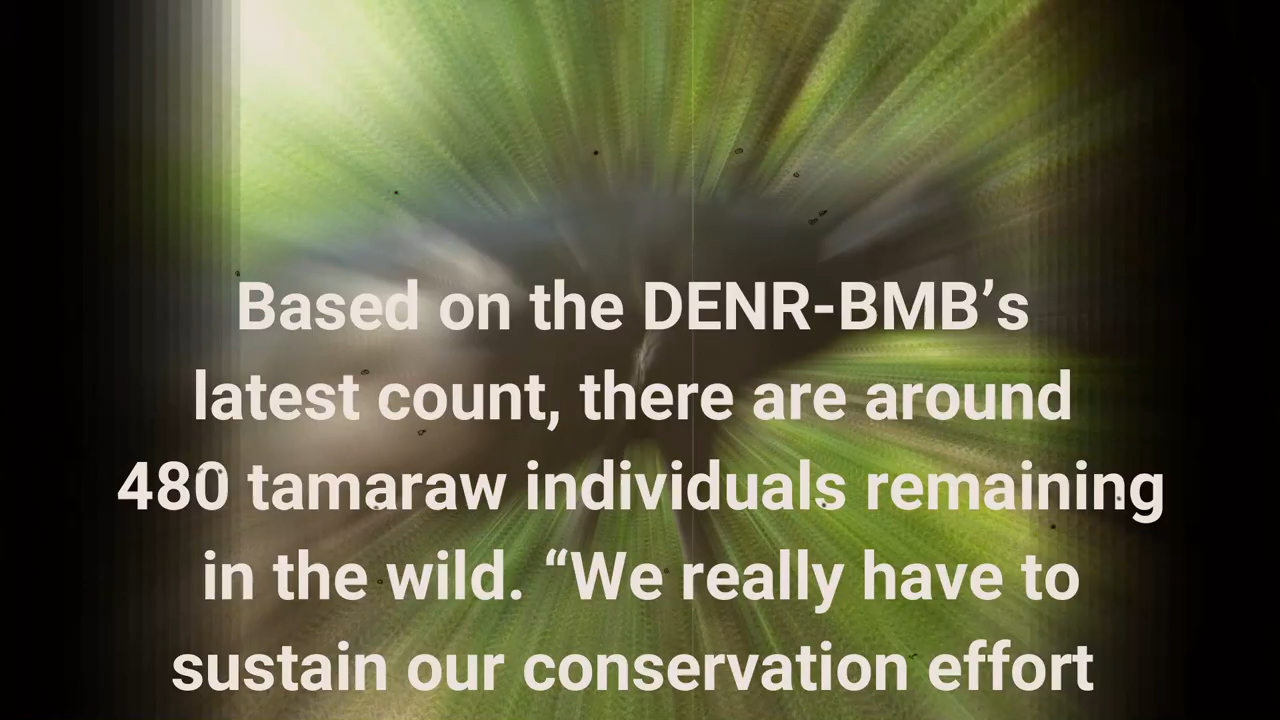 Based on the DENR-BMB’s
latest count, there are around
480 tamaraw individuals remaining
in the wild. “We really have to
sustain our conservation effort